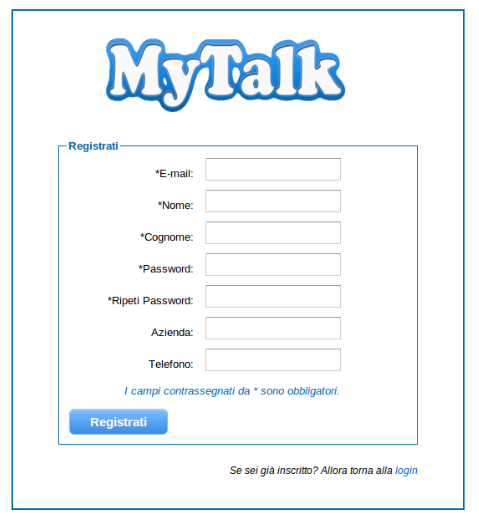 MyTalk
Registrati
*E-mail:
*Nome:
*Cognome:
*Password:
*Ripeti Password:
Azienda:
Telefono:
I campi contrassegnati da * sono obbligatori.
Registrati
Se sei già inscritto? Allora torna alla login